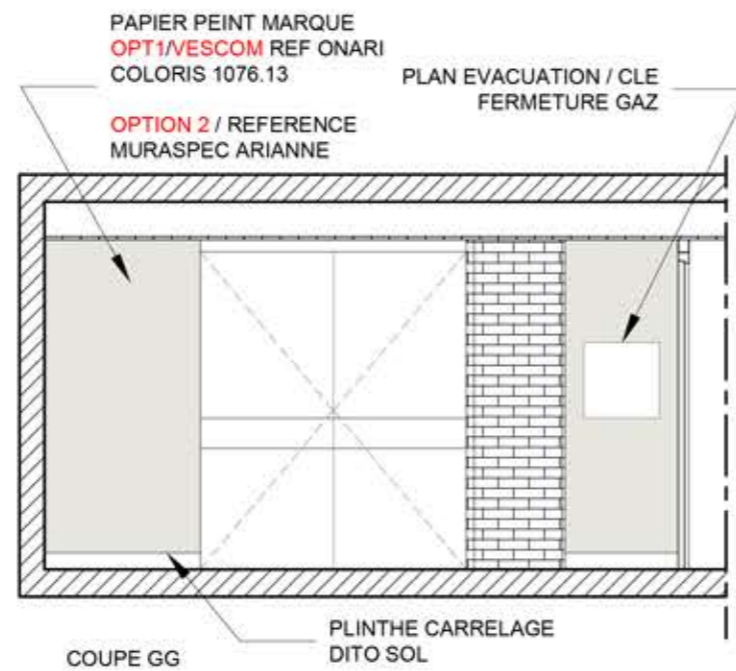 PAPIER PEINT MARQUE
OPT1/VESCOM REF ONARI
COLORIS 1076.13
OPTION 2 / REFERENCE
MURASPEC ARIANNE
PLAN EVACUATION / CLE
FERMETURE GAZ
PLINTHE CARRELAGE
DITO SOL
COUPE GG